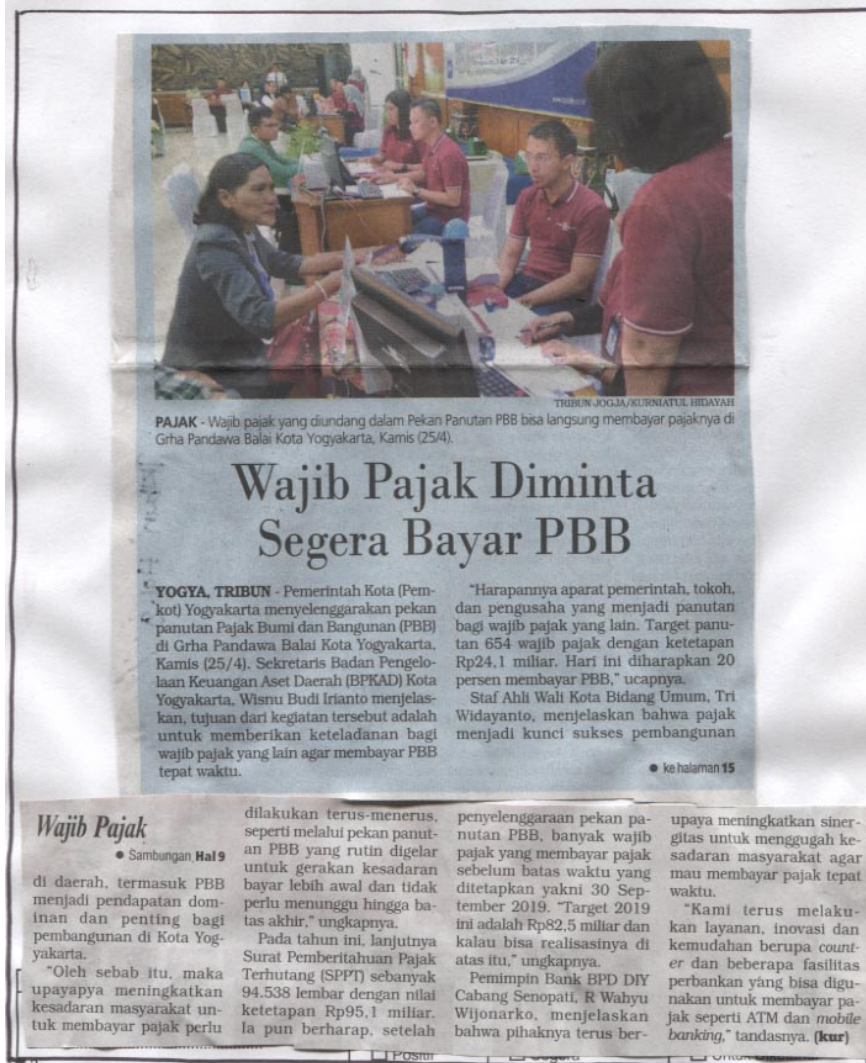 TRIBUN JOGJA/KURNIATUL HIDAYAH
PAJAK - Wajib pajak yang diundang dalam Pekan Panutan PBB bisa langsung membayar pajaknya di
Grha Pandawa Balai Kota Yogyakarta, Kamis (25/4).
Wajib Pajak Diminta
Segera Bayar PBB
YOGYA, TRIBUN - Pemerintah Kota (Pem-
kot) Yogyakarta menyelenggarakan pekan
panutan Pajak Bumi dan Bangunan (PBB)
di Grha Pandawa Balai Kota Yogyakarta,
Kamis (25/4). Sekretaris Badan Pengelo-
laan Keuangan Aset Daerah (BPKAD) Kota
Yogyakarta, Wisnu Budi Irianto menjelas-
kan, tujuan dari kegiatan tersebut adalah
untuk memberikan keteladanan bagi
wajib pajak yang lain agar membayar PBB
tepat waktu.
"Harapannya aparat pemerintah, tokoh,
dan pengusaha yang menjadi panutan
bagi wajib pajak yang lain. Target panu-
tan 654 wajib pajak dengan ketetapan
Rp24,1 miliar. Hari ini diharapkan 20
persen membayar PBB," ucapnya.
Staf Ahli Wali Kota Bidang Umum, Tri
Widayanto, menjelaskan bahwa pajak
menjadi kunci sukses pembangunan
● ke halaman 15
Wajib Pajak
● Sambungan Hal 9
di daerah, termasuk PBB
menjadi pendapatan dom-
inan dan penting bagi
pembangunan di Kota Yog-
yakarta.
"Oleh sebab itu, maka
upayapya meningkatkan
kesadaran masyarakat un-
tuk membayar pajak perlu
dilakukan terus-menerus,
seperti melalui pekan panut-
an PBB yang rutin digelar
untuk gerakan kesadaran
bayar lebih awal dan tidak
perlu menunggu hingga ba-
tas akhir," ungkapnya.
Pada tahun ini, lanjutnya
Surat Pemberitahuan Pajak
Terhutang (SPPT) sebanyak
94.538 lembar dengan nilai
ketetapan Rp95,1 miliar.
Ia pun berharap, setelah
penyelenggaraan pekan pa-
nutan PBB, banyak wajib
pajak yang membayar pajak
sebelum batas waktu yang
ditetapkan yakni 30 Sep-
tember 2019. "Target 2019
ini adalah Rp82,5 miliar dan
kalau bisa realisasinya di
atas itu," ungkapnya.
Pemimpin Bank BPD DIY
Cabang Senopati, R Wahyu
Wijonarko, menjelaskan
bahwa pihaknya terus ber-
upaya meningkatkan siner-
gitas untuk menggugah ke-
sadaran masyarakat agar
mau membayar pajak tepat
waktu.
"Kami terus melaku-
kan layanan, inovasi dan
kemudahan berupa count-
er dan beberapa fasilitas
perbankan yang bisa digu-
nakan untuk membayar pa-
jak seperti ATM dan mobile
banking," tandasnya. (kur)